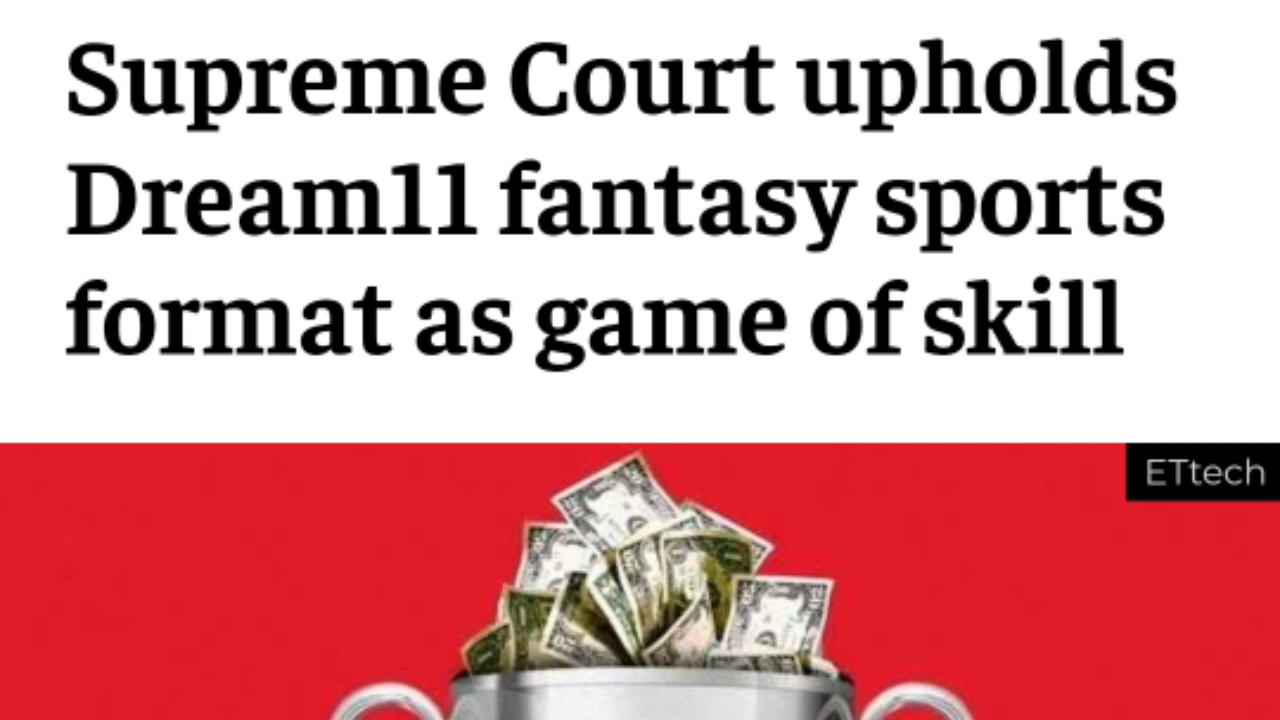 Supreme Court upholds
Dream11 fantasy sports
format as game of skill
ETtech